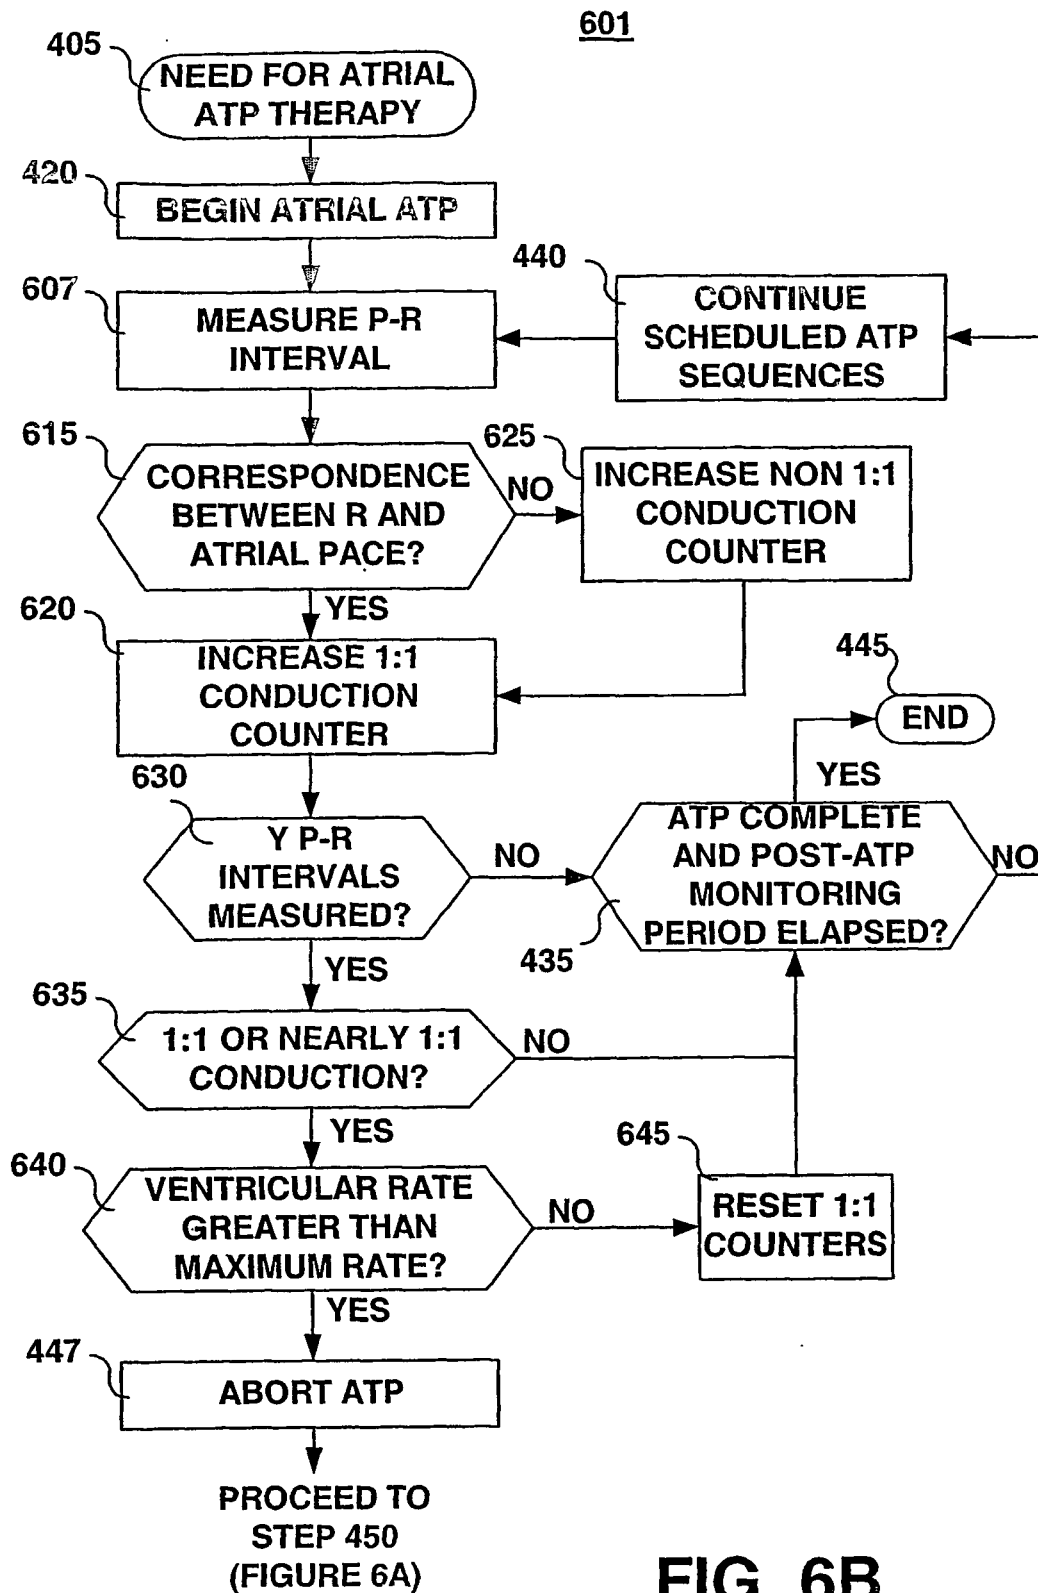 601
405
NEED FOR ATRIAL
ATP THERAPY
420
BEGIN ATRIAL ATP
607
MEASURE P-R
INTERVAL
440
CONTINUE
SCHEDULED ATP
SEQUENCES
615
CORRESPONDENCE
BETWEEN R AND
ATRIAL PACE?
NO
625
INCREASE NON 1:1
CONDUCTION
COUNTER
YES
620
INCREASE 1:1
CONDUCTION
COUNTER
445
END
YES
630
Y P-R
INTERVALS
MEASURED?
NO
ATP COMPLETE
AND POST-ATP
MONITORING
PERIOD ELAPSED?
NO
435
YES
635
1:1 OR NEARLY 1:1
CONDUCTION?
NO
YES
640
VENTRICULAR RATE
GREATER THAN
MAXIMUM RATE?
NO
645
RESET 1:1
COUNTERS
YES
447
ABORT ATP
PROCEED TO
STEP 450
(FIGURE 6A)
FIG. 6B